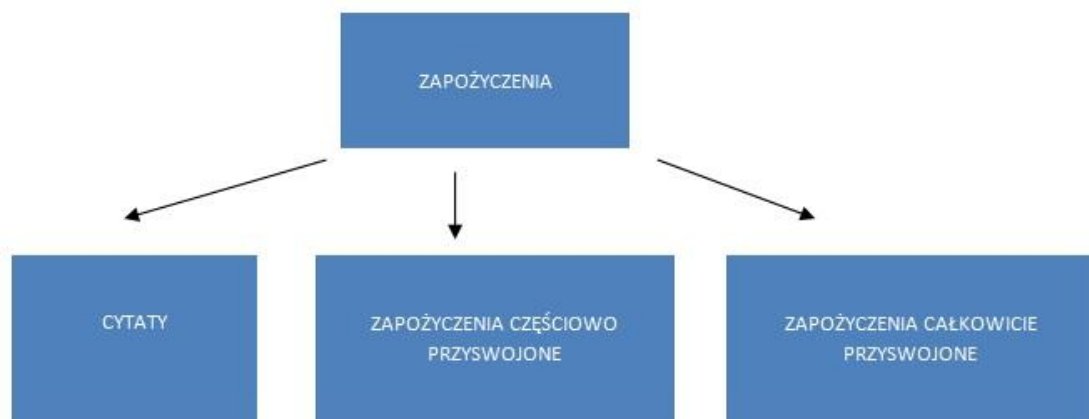 ZAPOŻYCZENIA
CYTATY
ZAPOŻYCZENIA CZĘŚCIOWO
PRZYSWOJONE
ZAPOŻYCZENIA CAŁKOWICIE
PRZYSWOJONE